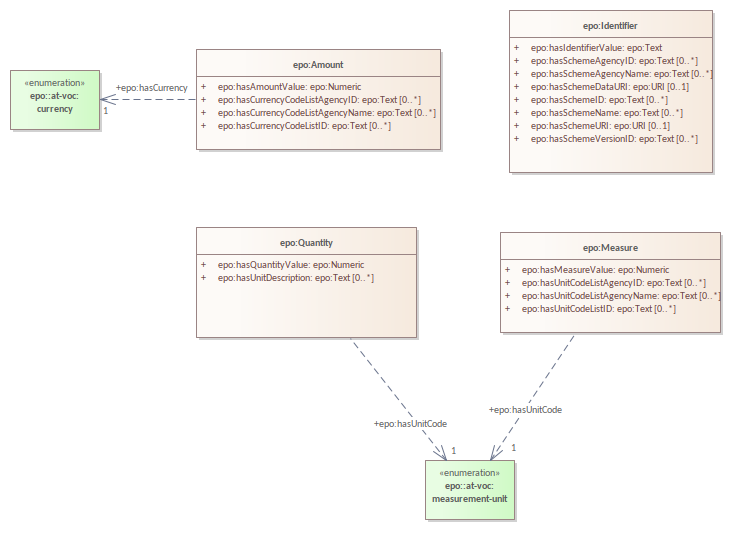 epo:Identifier
+ epo:hasIdentifierValue: epo:Text
+ epo:hasSchemeAgencyID: epo:Text [0..*]
+ epo:hasSchemeAgencyName: epo:Text [0..*]
+ epo:hasSchemeDataURI: epo:URI [0..1]
+ epo:hasSchemeID: epo:Text [0..*]
+ epo:hasSchemeName: epo:Text [0..*]
+ epo:hasSchemeURI: epo:URI [0..1]
+ epo:hasSchemeVersionID: epo:Text [0..*]
epo:Amount
+ epo:hasAmountValue: epo:Numeric
+ epo:hasCurrencyCodeListAgencyID: epo:Text [0..*]
+ epo:hasCurrencyCodeListAgencyName: epo:Text [0..*]
+ epo:hasCurrencyCodeListID: epo:Text [0..*]
+epo:hasCurrency
1
«enumeration»
epo::at-voc:
currency
epo:Quantity
+ epo:hasQuantityValue: epo:Numeric
+ epo:hasUnitDescription: epo:Text [0..*]
epo:Measure
+ epo:hasMeasureValue: epo:Numeric
+ epo:hasUnitCodeListAgencyID: epo:Text [0..*]
+ epo:hasUnitCodeListAgencyName: epo:Text [0..*]
+ epo:hasUnitCodeListID: epo:Text [0..*]
+epo:hasUnitCode
1
+epo:hasUnitCode
1
«enumeration»
epo::at-voc:
measurement-unit